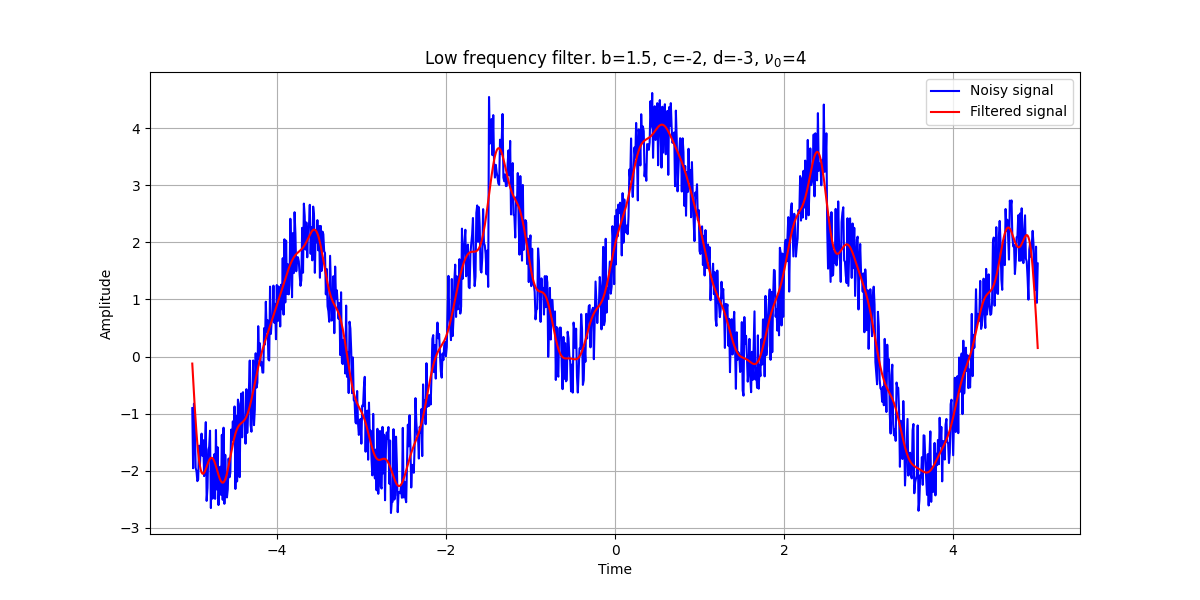 Low frequency filter. b=1.5, c=-2, d=-3, ν₀=4
Noisy signal
Filtered signal
Amplitude
4
3
2
1
0
−1
−2
−3
−4
−2
0
2
4
Time